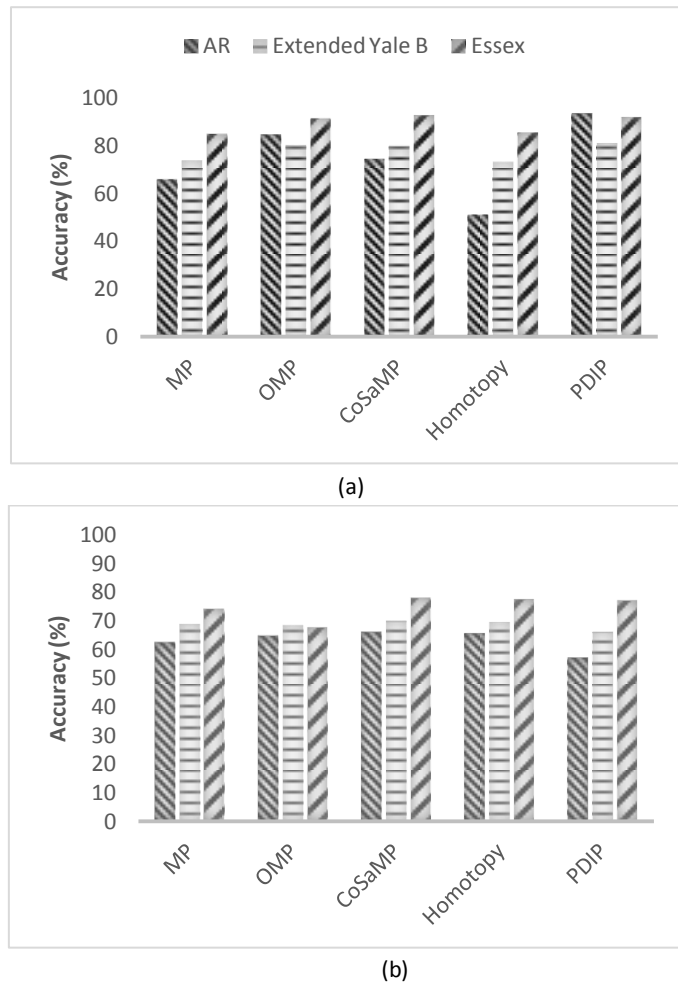 AR Extended Yale B Essex
Accuracy (%)
100
80
60
40
20
0
MP OMP CoSaMP Homotopy PDIP
(a)
Accuracy (%)
100
90
80
70
60
50
40
30
20
10
0
MP OMP CoSaMP Homotopy PDIP
(b)